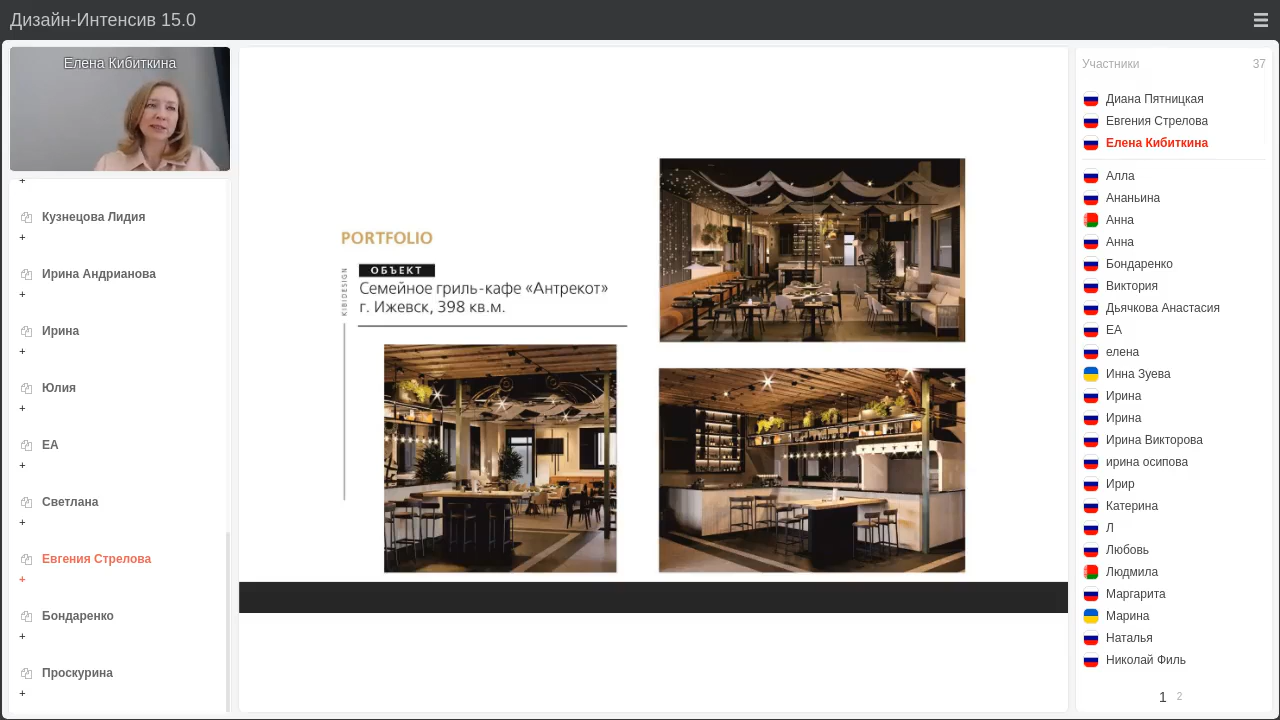 Дизайн-Интенсив 15.0
Елена Кибиткина
+
Кузнецова Лидия
+
Ирина Андрианова
+
Ирина
+
Юлия
+
ЕА
+
Светлана
+
Евгения Стрелова
+
Бондаренко
+
Проскурина
+
PORTFOLIO
KIBIDESIGN
ОБЪЕКТ
Семейное гриль-кафе «Антрекот»
г. Ижевск, 398 кв.м.
Участники 37
Диана Пятницкая
Евгения Стрелова
Елена Кибиткина
Алла
Ананьина
Анна
Анна
Бондаренко
Виктория
Дьячкова Анастасия
ЕА
елена
Инна Зуева
Ирина
Ирина
Ирина Викторова
ирина осипова
Ирир
Катерина
Л
Любовь
Людмила
Маргарита
Марина
Наталья
Николай Филь
1 2